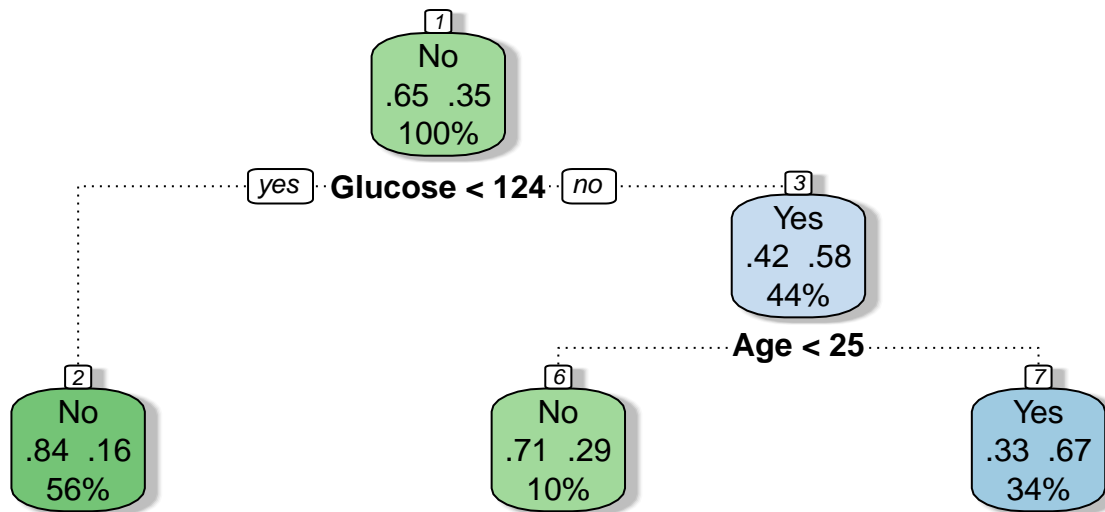 1
No
.65 .35
100%
yes Glucose < 124 no
3
Yes
.42 .58
44%
Age < 25
2
No
.84 .16
56%
6
No
.71 .29
10%
7
Yes
.33 .67
34%